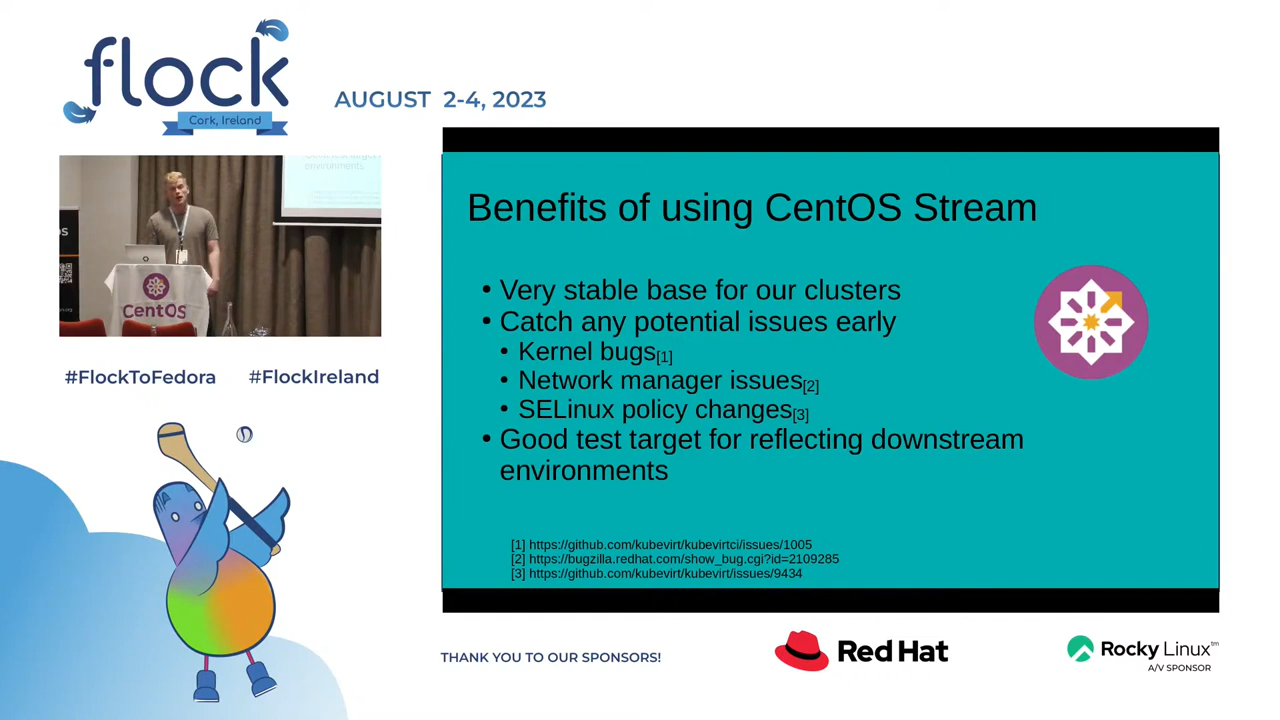 flock
Cork, Ireland
AUGUST 2-4, 2023
environments
CentOS
#FlockToFedora #FlockIreland
Benefits of using CentOS Stream
• Very stable base for our clusters
• Catch any potential issues early
• Kernel bugs[1]
• Network manager issues[2]
• SELinux policy changes[3]
• Good test target for reflecting downstream
environments
[1] https://github.com/kubevirt/kubevirtci/issues/1005
[2] https://bugzilla.redhat.com/show_bug.cgi?id=2109285
[3] https://github.com/kubevirt/kubevirt/issues/9434
THANK YOU TO OUR SPONSORS!
Red Hat
Rocky Linux™
A/V SPONSOR